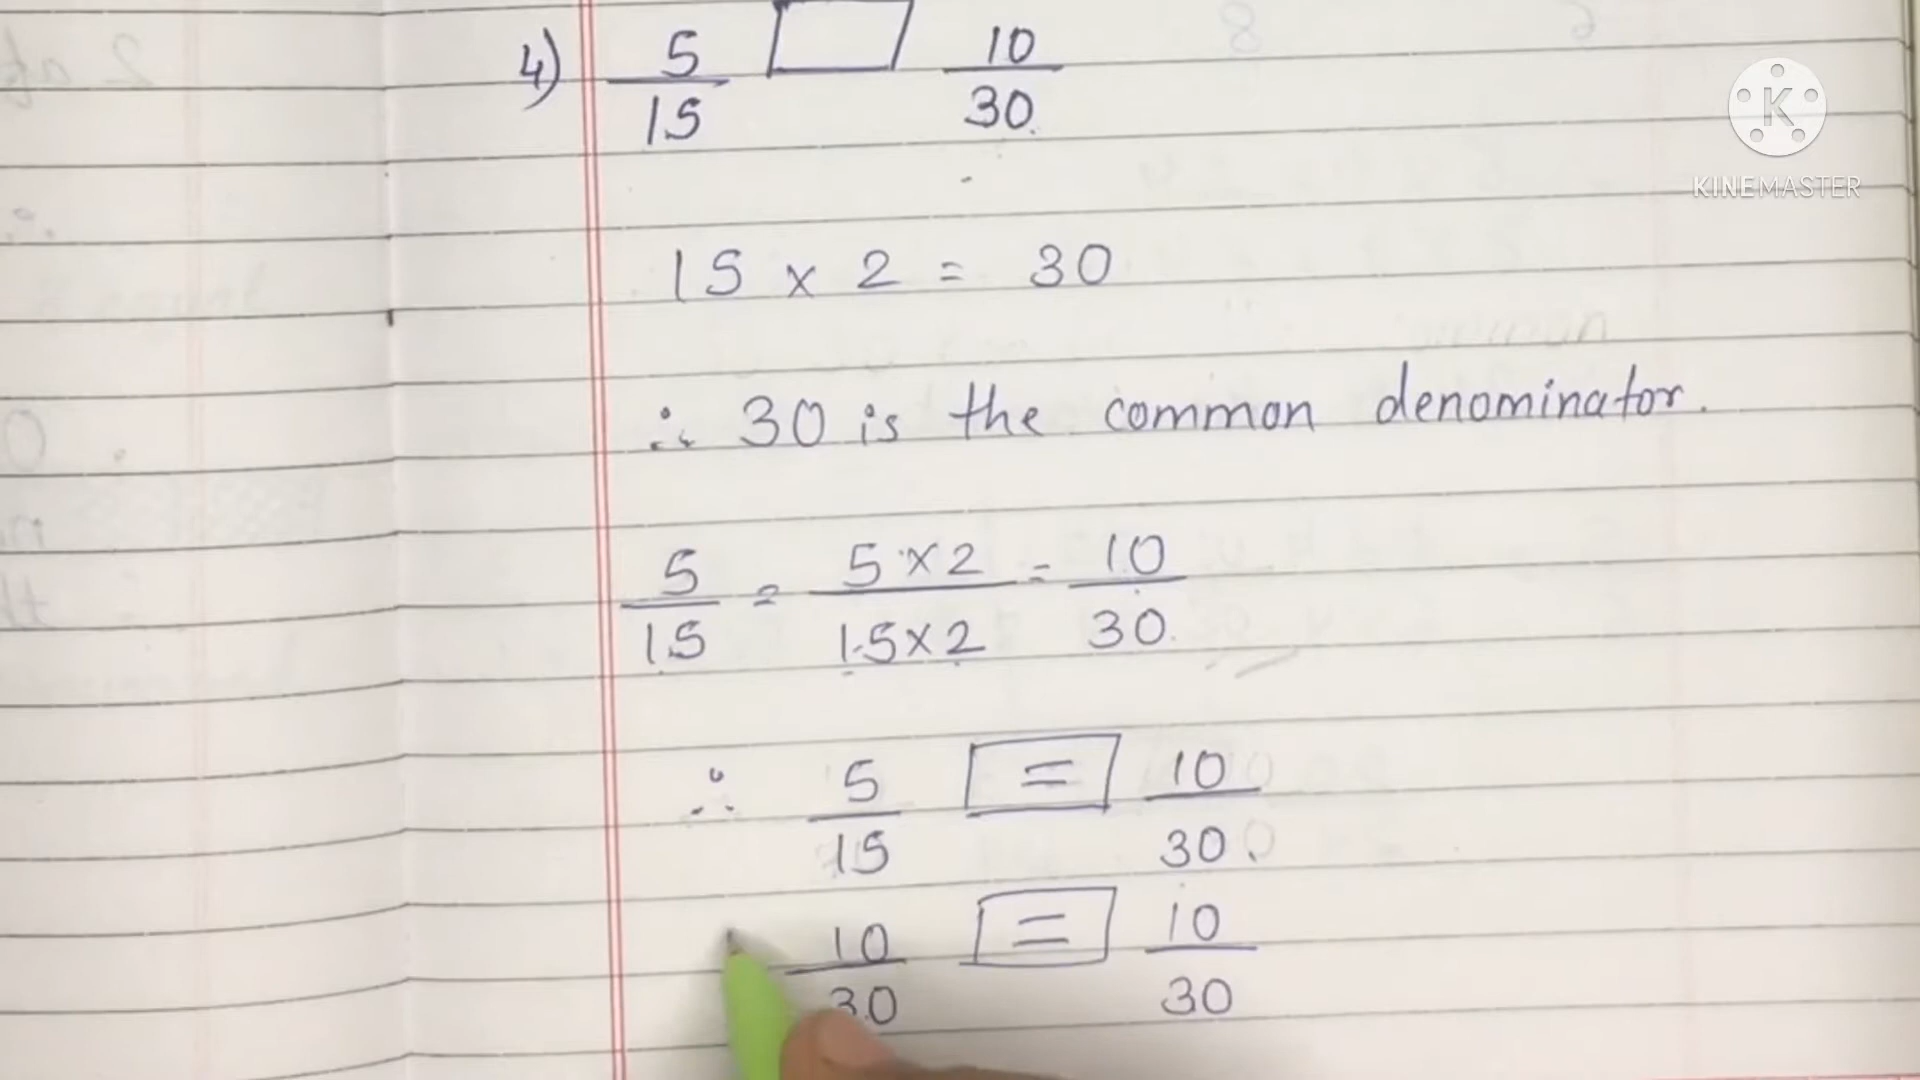 4) 5/15 □ 10/30
15 × 2 = 30
∴ 30 is the common denominator.
5/15 = 5×2/15×2 = 10/30
∴ 5/15 = 10/30.
10/30 = 10/30
KINEMASTER